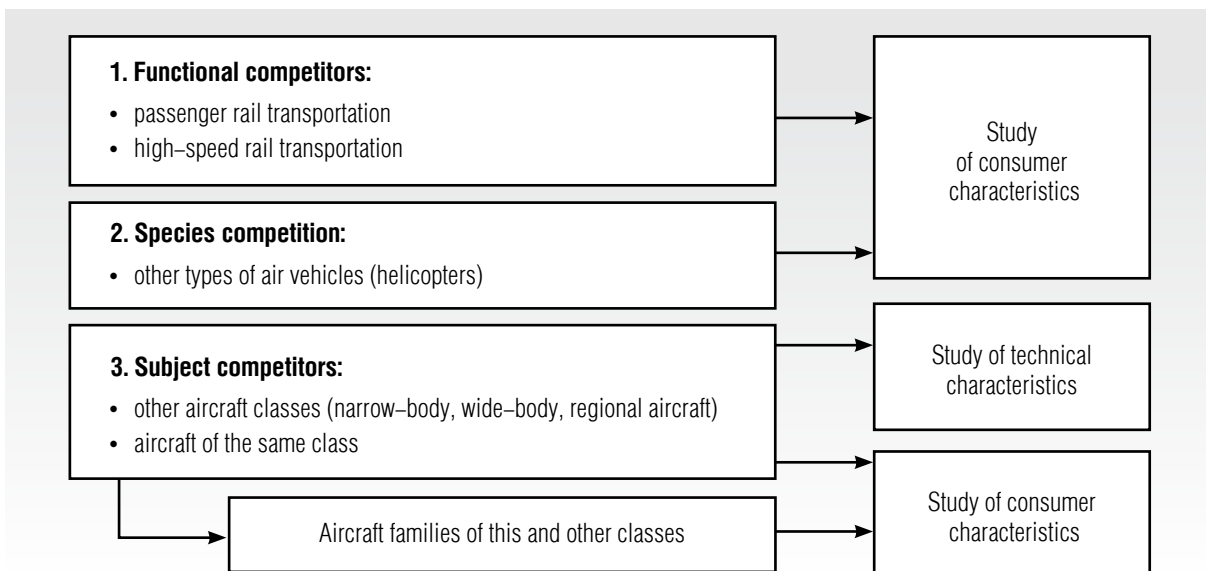 1. Functional competitors:
• passenger rail transportation
• high–speed rail transportation
2. Species competition:
• other types of air vehicles (helicopters)
3. Subject competitors:
• other aircraft classes (narrow–body, wide–body, regional aircraft)
• aircraft of the same class
Aircraft families of this and other classes
Study
of consumer
characteristics
Study of technical
characteristics
Study of consumer
characteristics